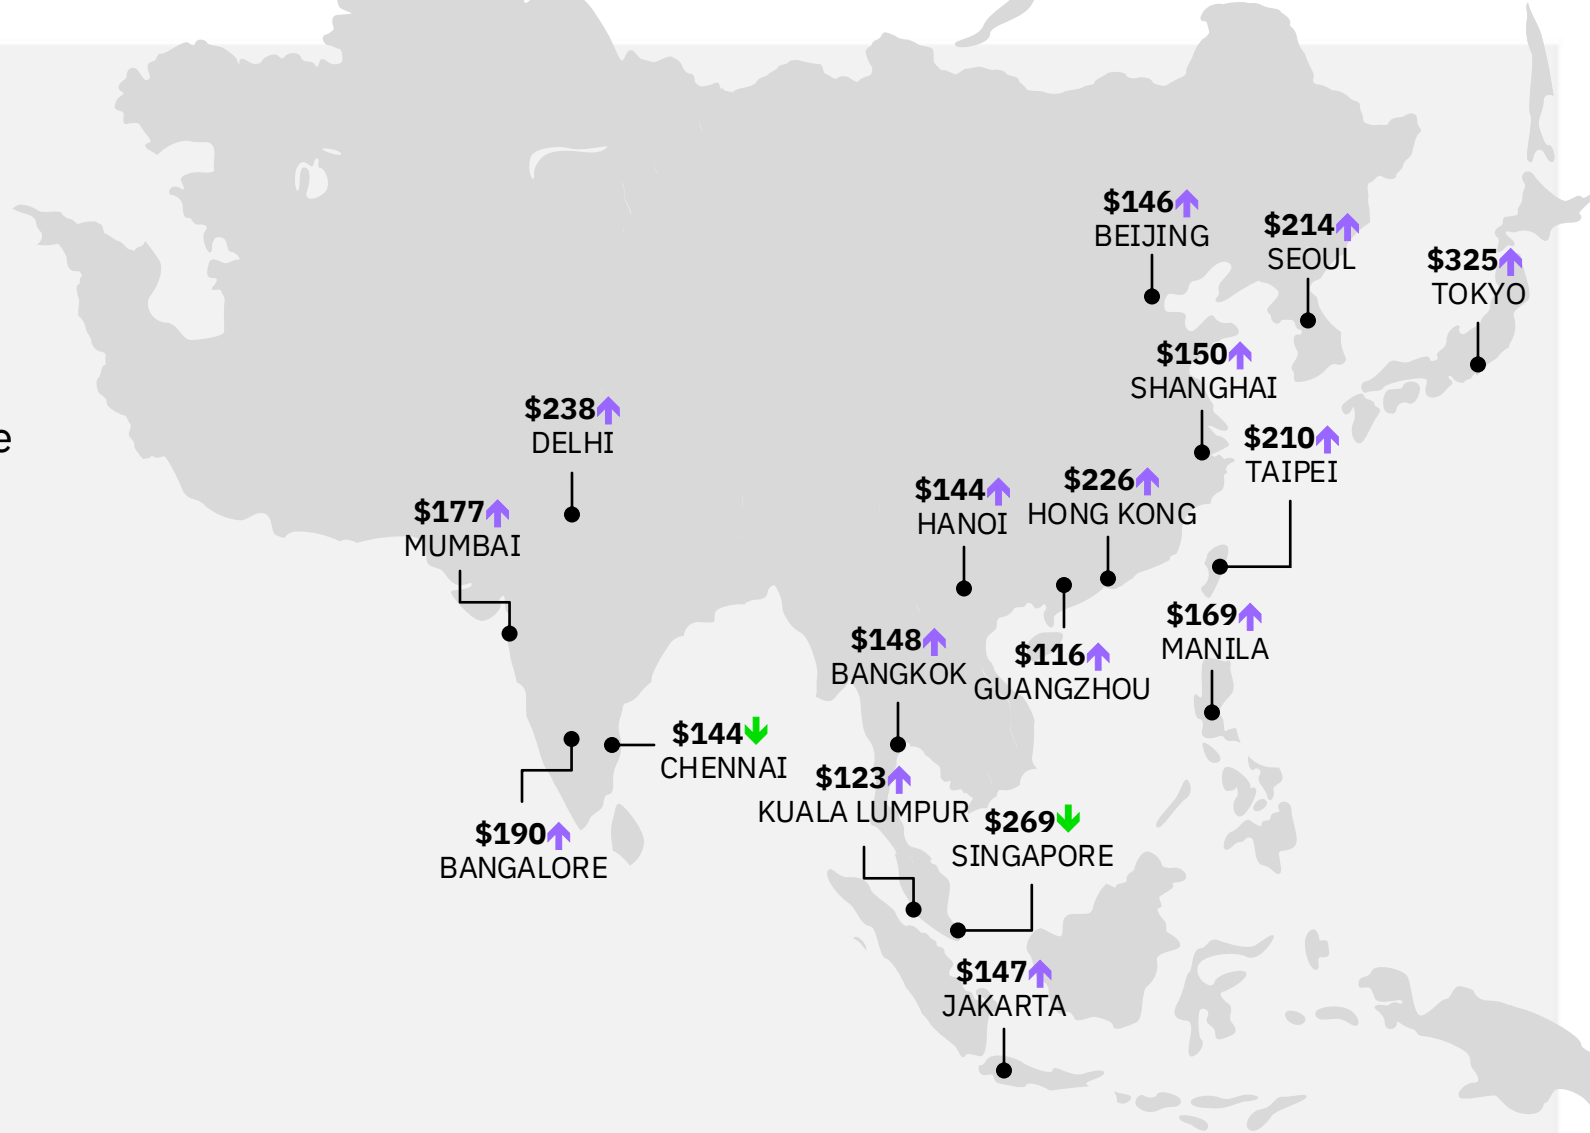 $146
BEIJING
$214
SEOUL
$325
TOKYO
$150
SHANGHAI
$238
DELHI
e
$210
TAIPEI
$226
HONG KONG
$144
HANOI
$177
MUMBAI
$169
MANILA
$148
BANGKOK
$116
GUANGZHOU
$144
CHENNAI
$123
KUALA LUMPUR
$269
SINGAPORE
$190
BANGALORE
$147
JAKARTA